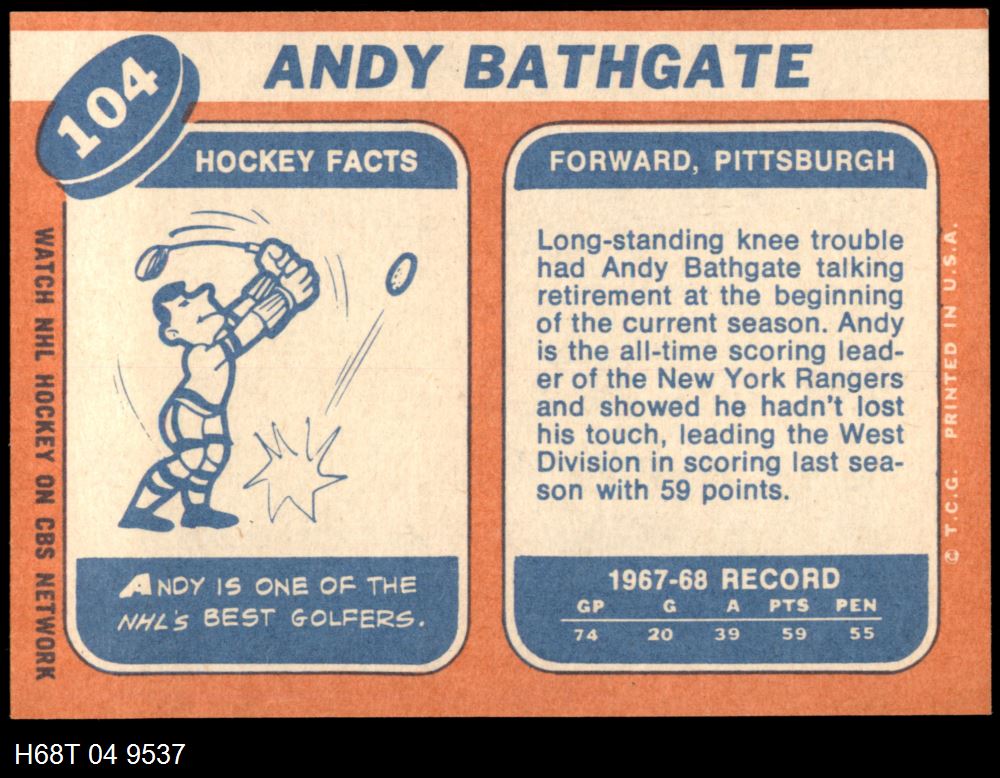 104
ANDY BATHGATE
HOCKEY FACTS
ANDY IS ONE OF THE
NHL'S BEST GOLFERS.
FORWARD, PITTSBURGH
Long-standing knee trouble
had Andy Bathgate talking
retirement at the beginning
of the current season. Andy
is the all-time scoring lead-
er of the New York Rangers
and showed he hadn't lost
his touch, leading the West
Division in scoring last sea-
son with 59 points.
1967-68 RECORD
GP G A PTS PEN
74 20 39 59 55
WATCH NHL HOCKEY ON CBS NETWORK
© T.C.G. PRINTED IN U.S.A.
H68T 04 9537